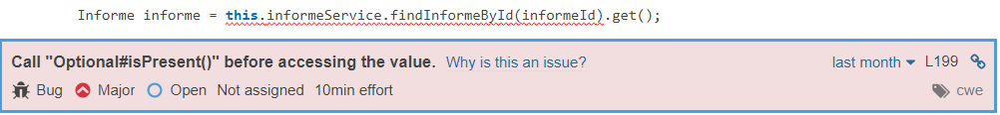 Informe informe = this.informeService.findInformeById(informeId).get();
Call "Optional#isPresent()" before accessing the value. Why is this an issue? last month L199
Bug Major Open Not assigned 10min effort cwe